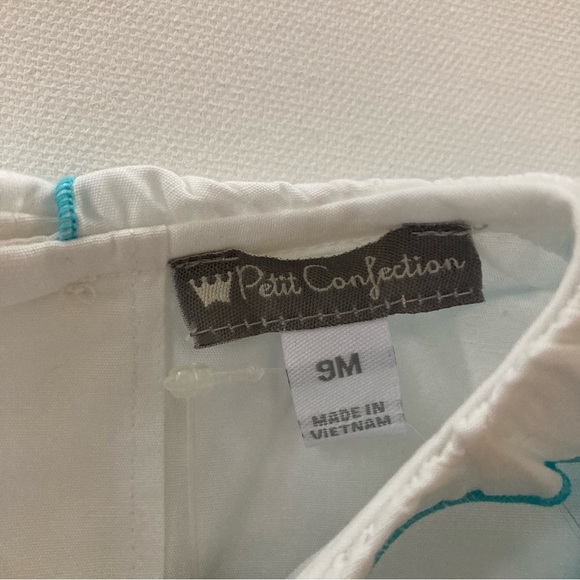 Petit Confection
9M
MADE IN
VIETNAM